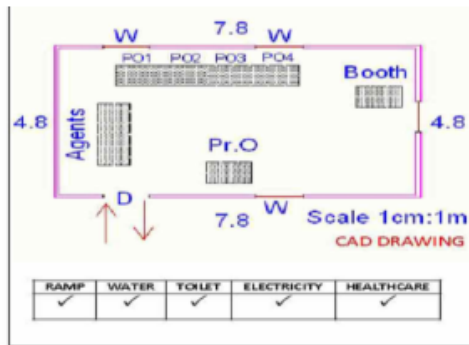 W 7.8 W
PO1 PO2 PO3 PO4
Booth
4.8 Agents 4.8
Pr.O
D 7.8 W Scale 1cm:1m
CAD DRAWING
RAMP WATER TOILET ELECTRICITY HEALTHCARE
✓ ✓ ✓ ✓ ✓